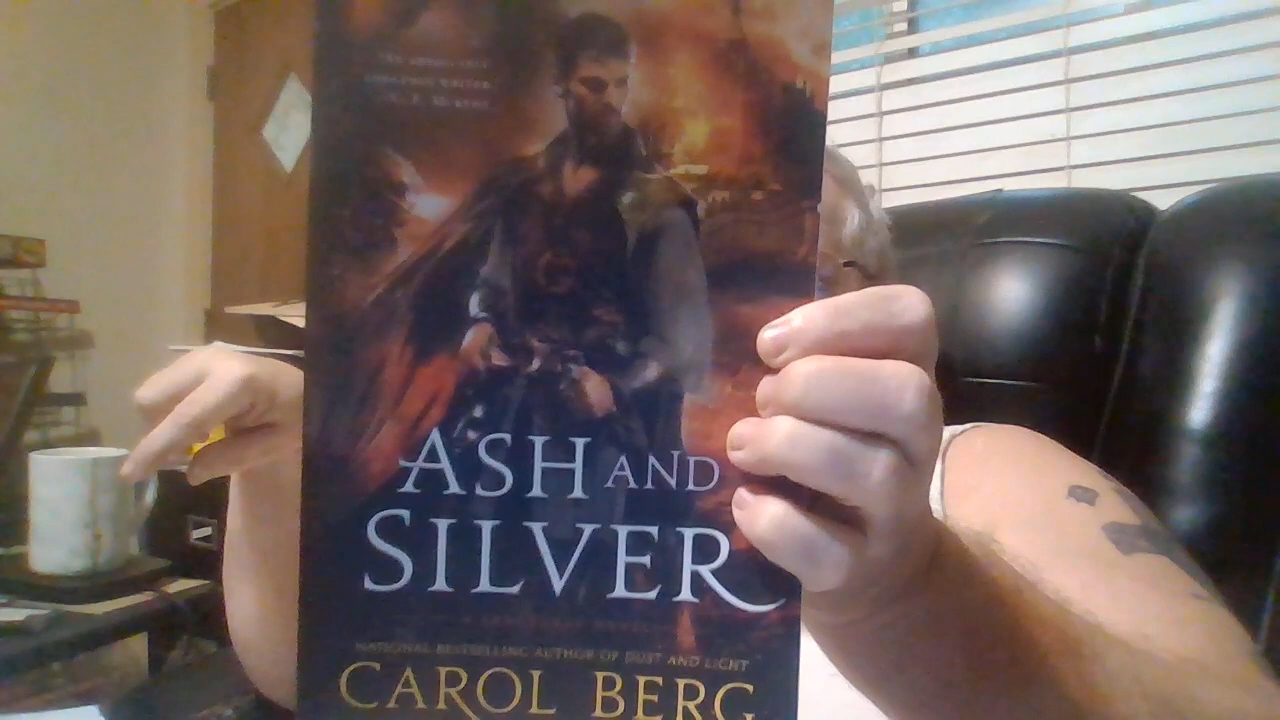 ASH AND
SILVER
NATIONAL BESTSELLING AUTHOR OF DUST AND LIGHT
CAROL BERG